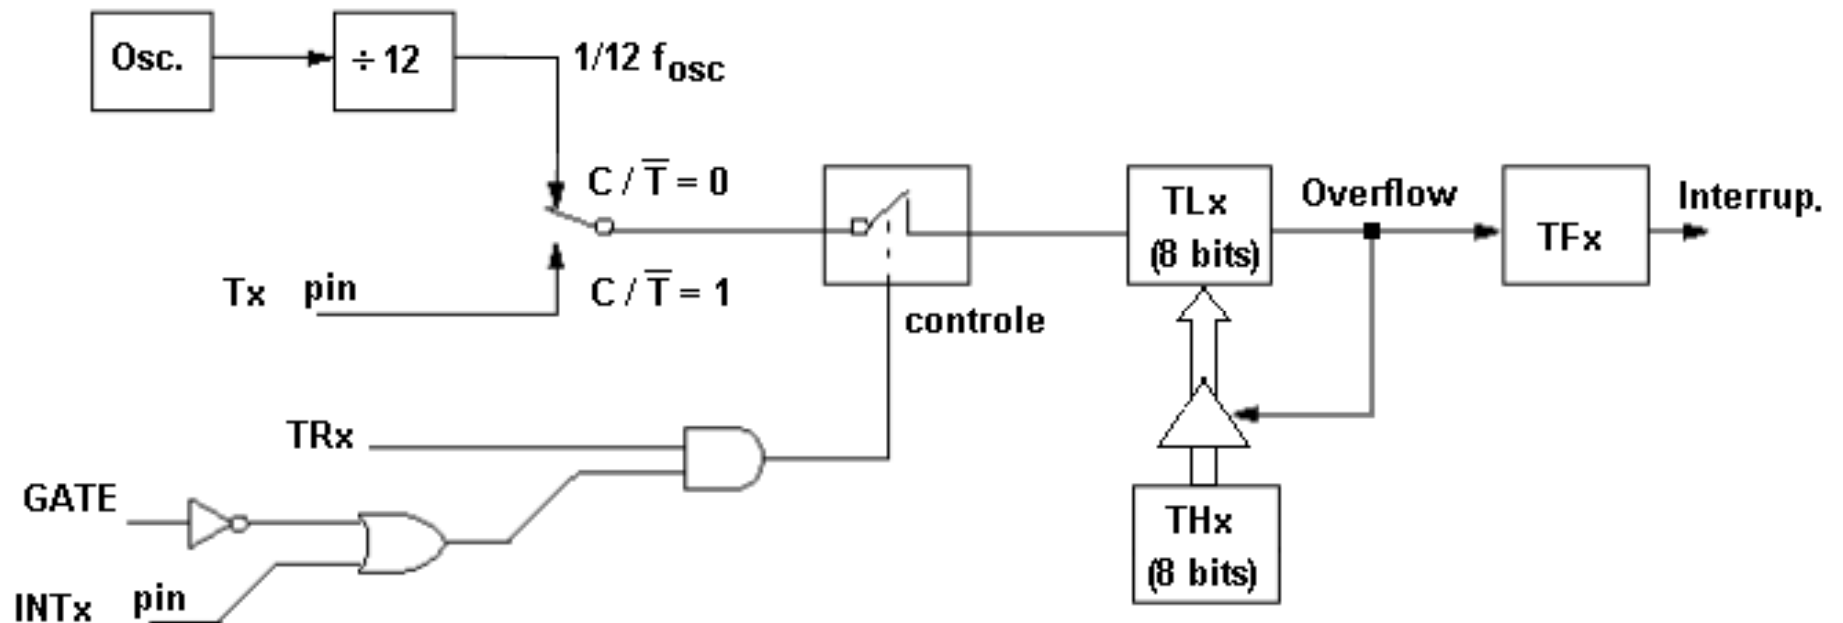 Osc.
÷ 12
1/12 fosc
C / T̅ = 0
Tx pin
C / T̅ = 1
controle
TLx
(8 bits)
Overflow
TFx
Interrup.
TRx
GATE
INTx pin
THx
(8 bits)